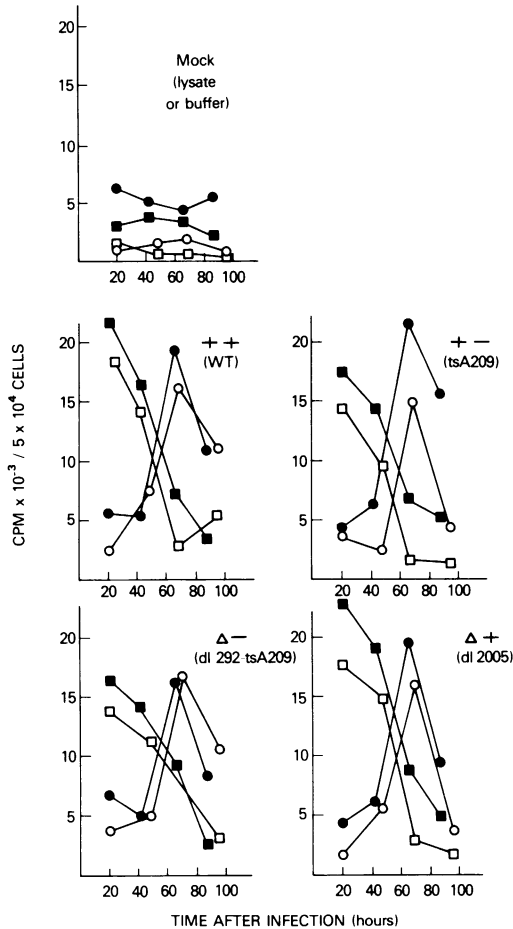 20
15
10
5
Mock
(lysate
or buffer)
20 40 60 80 100
20
15
10
5
+ +
(WT)
20 40 60 80 100
20
15
10
5
+ −
(tsA209)
20 40 60 80 100
20
15
10
5
Δ −
(dl 292-tsA209)
20 40 60 80 100
20
15
10
5
Δ +
(dl 2005)
20 40 60 80 100
CPM x 10⁻³ / 5 x 10⁴ CELLS
TIME AFTER INFECTION (hours)